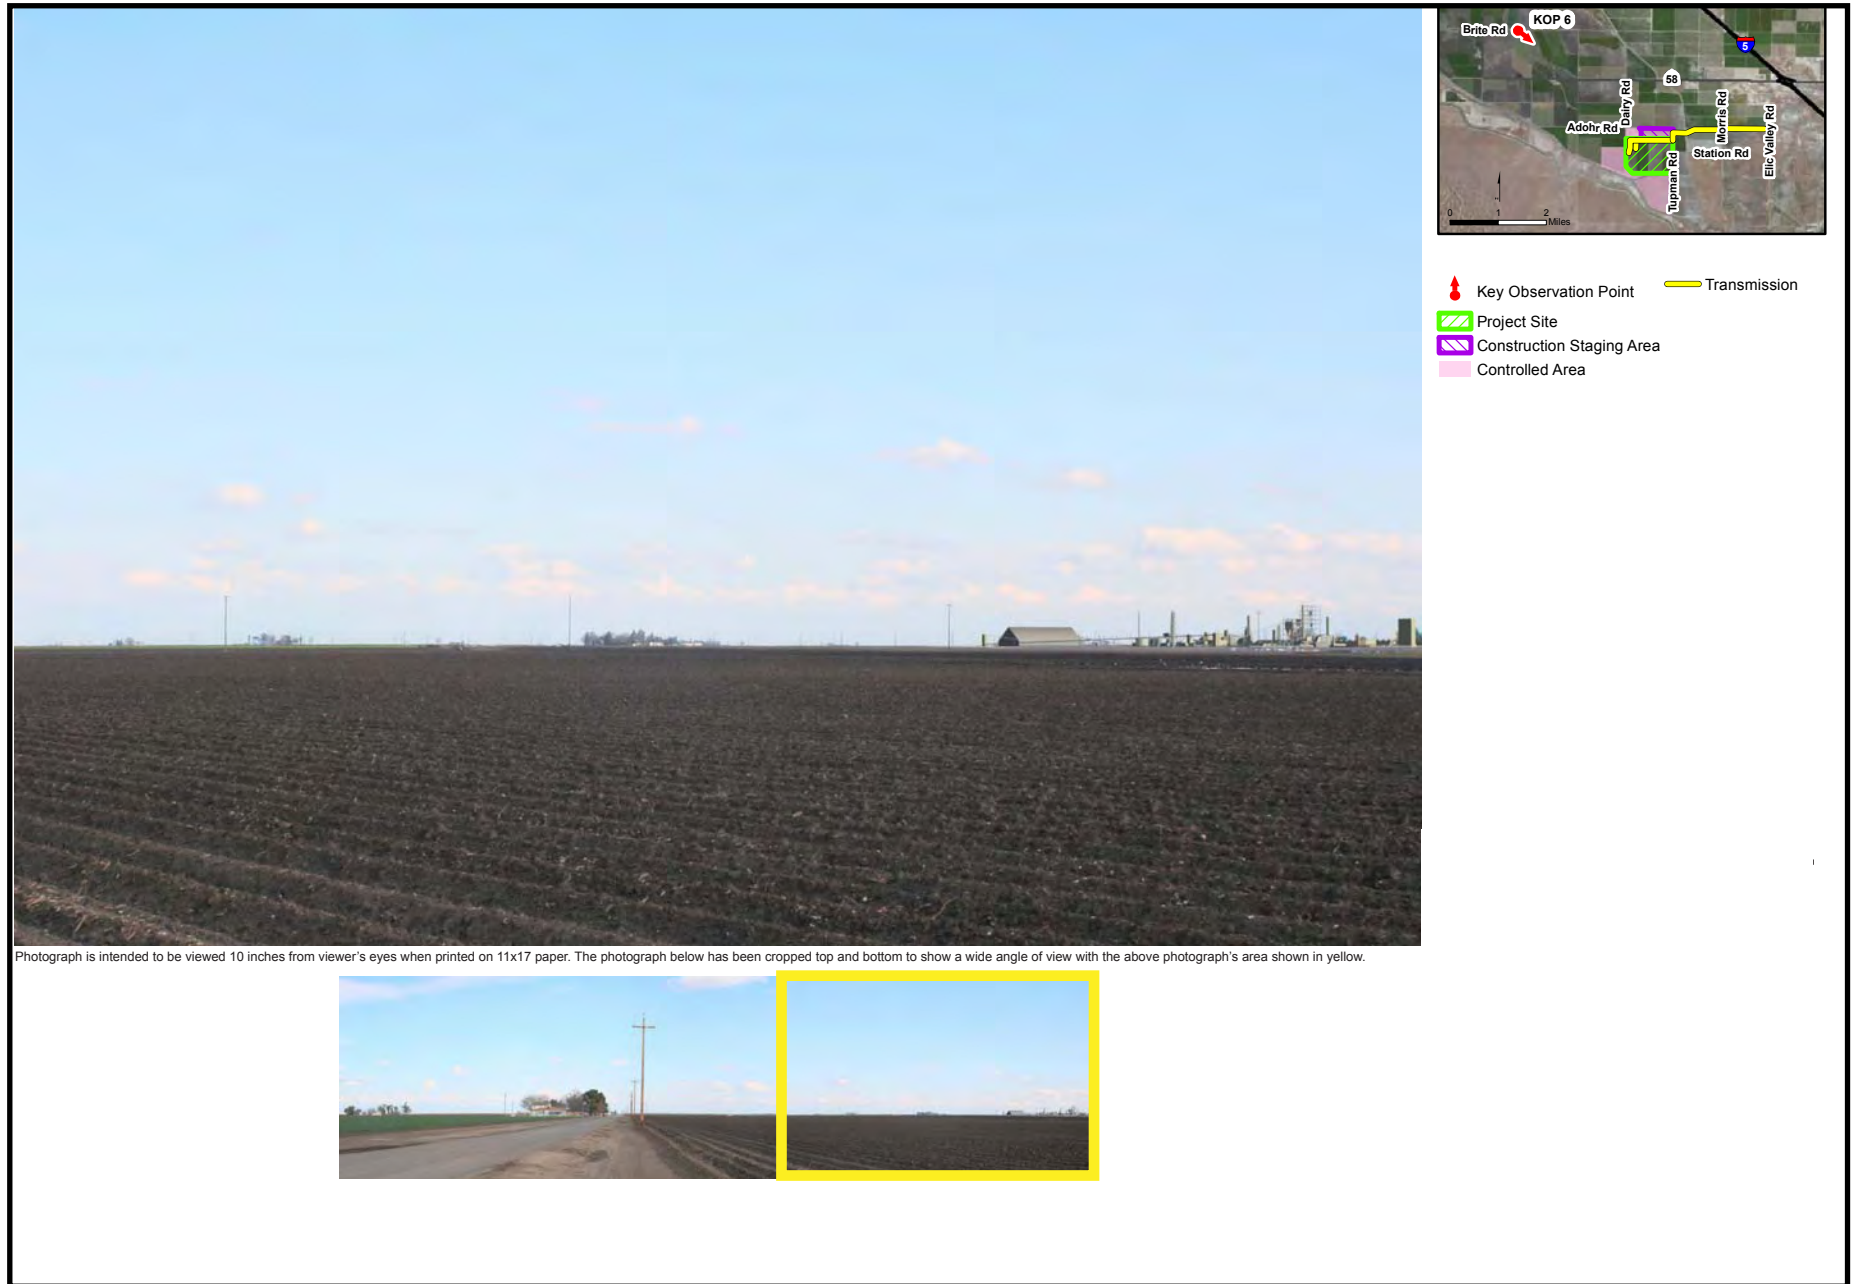 KOP 6
Brite Rd
5
58
Dairy Rd
Adohr Rd
Morris Rd
Elic Valley Rd
Station Rd
Tupman Rd
0 1 2
Miles
Key Observation Point
Transmission
Project Site
Construction Staging Area
Controlled Area
Photograph is intended to be viewed 10 inches from viewer's eyes when printed on 11x17 paper. The photograph below has been cropped top and bottom to show a wide angle of view with the above photograph's area shown in yellow.